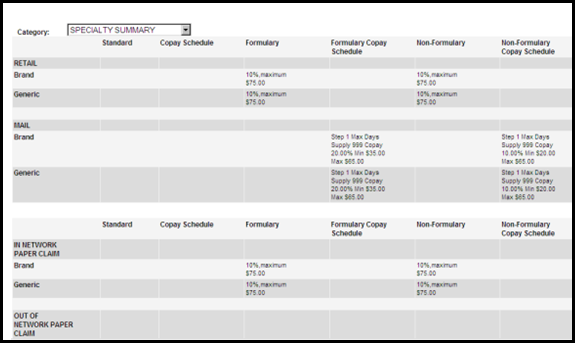 Category: SPECIALTY SUMMARY
Standard Copay Schedule Formulary Formulary Copay Schedule Non-Formulary Non-Formulary Copay Schedule
RETAIL
Brand 10%,maximum $75.00 10%,maximum $75.00
Generic 10%,maximum $75.00 10%,maximum $75.00
MAIL
Brand Step 1 Max Days Supply 999 Copay 20.00% Min $35.00 Max $65.00 Step 1 Max Days Supply 999 Copay 10.00% Min $20.00 Max $65.00
Generic Step 1 Max Days Supply 999 Copay 20.00% Min $35.00 Max $65.00 Step 1 Max Days Supply 999 Copay 10.00% Min $20.00 Max $65.00
Standard Copay Schedule Formulary Formulary Copay Schedule Non-Formulary Non-Formulary Copay Schedule
IN NETWORK PAPER CLAIM
Brand 10%,maximum $75.00 10%,maximum $75.00
Generic 10%,maximum $75.00 10%,maximum $75.00
OUT OF NETWORK PAPER CLAIM